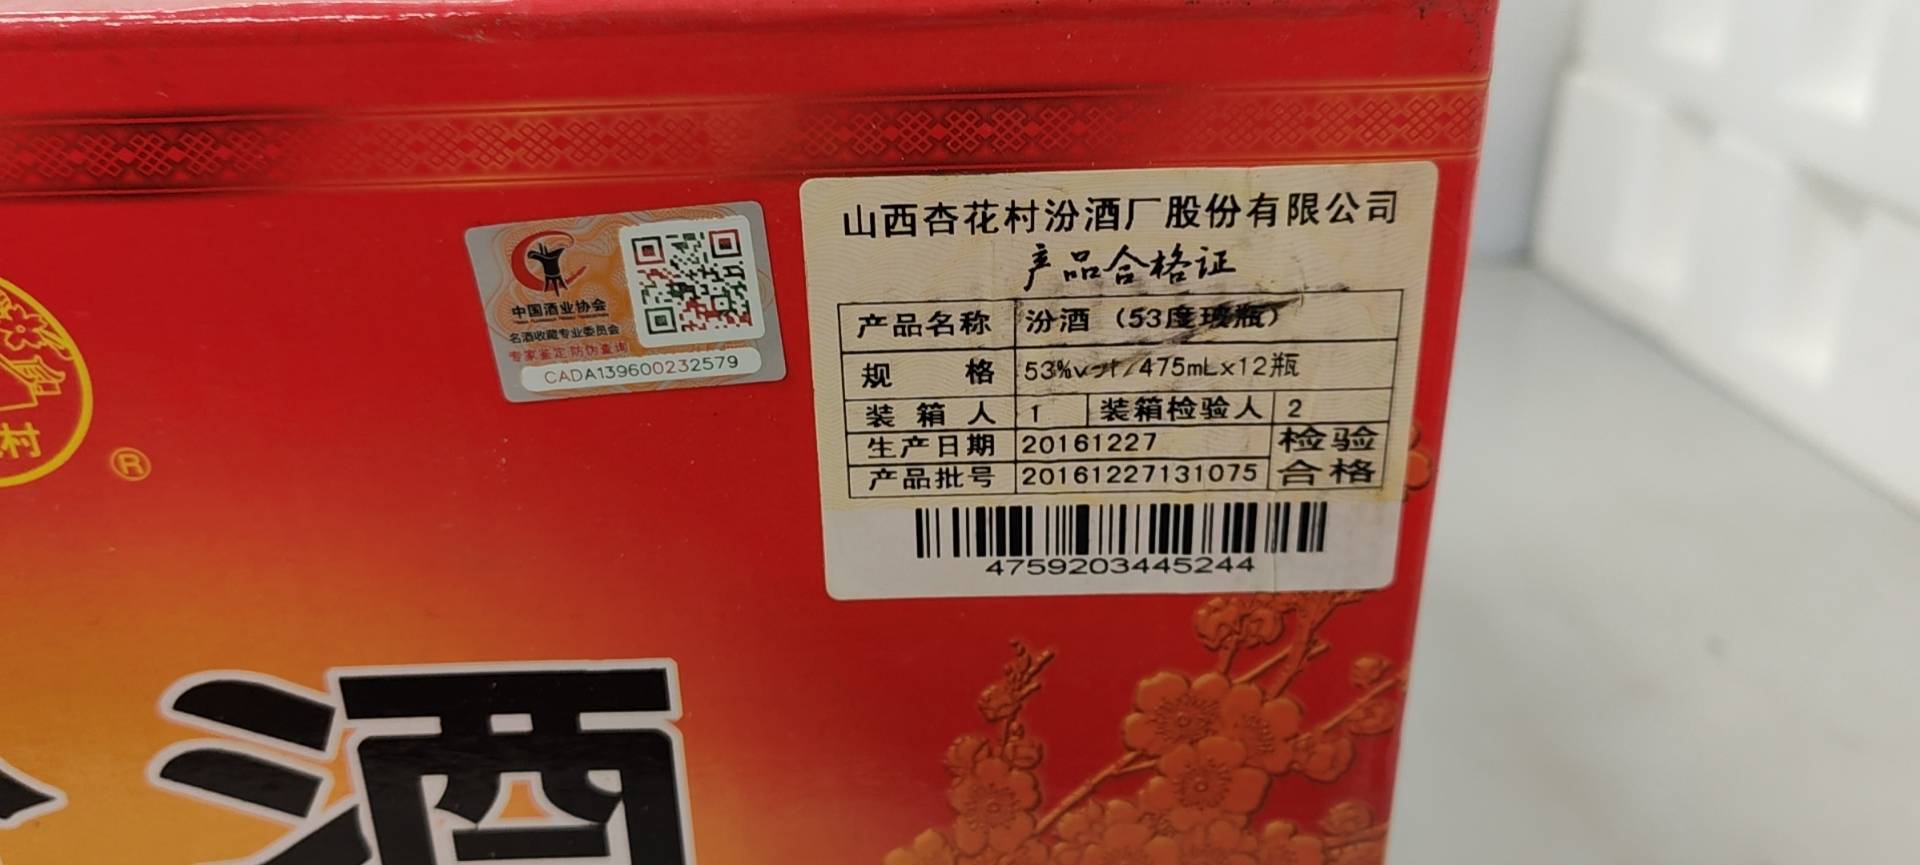 村
®
中国酒业协会
名酒收藏专业委员会
专家鉴定 防伪查询
CADA139600232579
山西杏花村汾酒厂股份有限公司
产品合格证
产品名称 汾酒（53度玻瓶）
规 格 53%vol/475mL×12瓶
装箱人 1 装箱检验人 2
生产日期 20161227 检验
产品批号 20161227131075 合格
4759203445244
酒